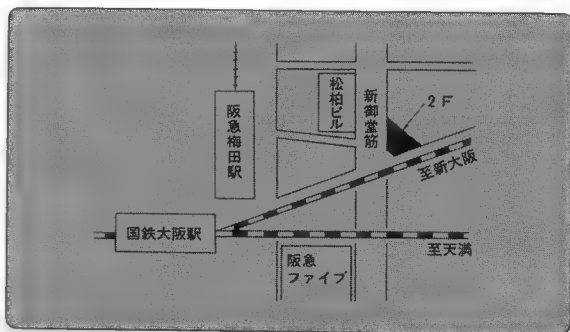 阪急梅田駅
松柏ビル
新御堂筋
2F
至新大阪
国鉄大阪駅
至天満
阪急
ファイブ